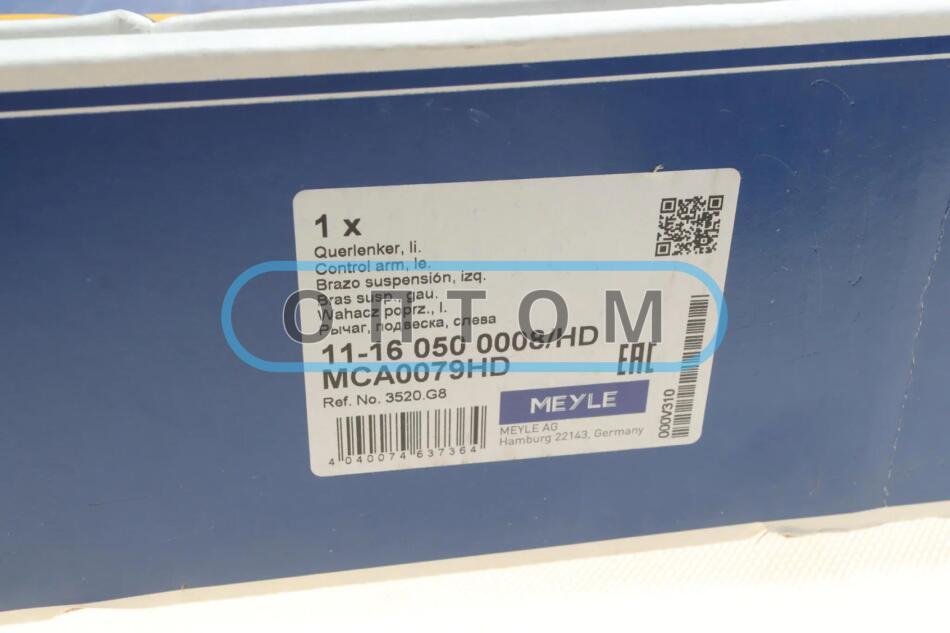 1 x
Querlenker, li.
Control arm, le.
Brazo suspensión, izq.
Bras susp., gau.
Wahacz poprz., l.
Рычаг, подвеска, слева
ОПТОМ
11-16 050 0008/HD
MCA0079HD
EAC
Ref. No. 3520.G8
MEYLE
MEYLE AG
Hamburg 22143, Germany
4 040074 637364
000V310